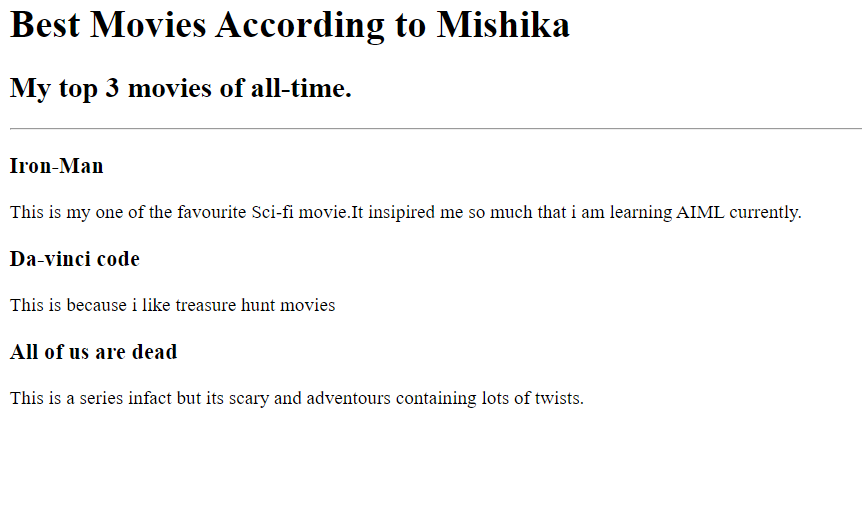 Best Movies According to Mishika
My top 3 movies of all-time.
Iron-Man
This is my one of the favourite Sci-fi movie.It insipired me so much that i am learning AIML currently.
Da-vinci code
This is because i like treasure hunt movies
All of us are dead
This is a series infact but its scary and adventours containing lots of twists.